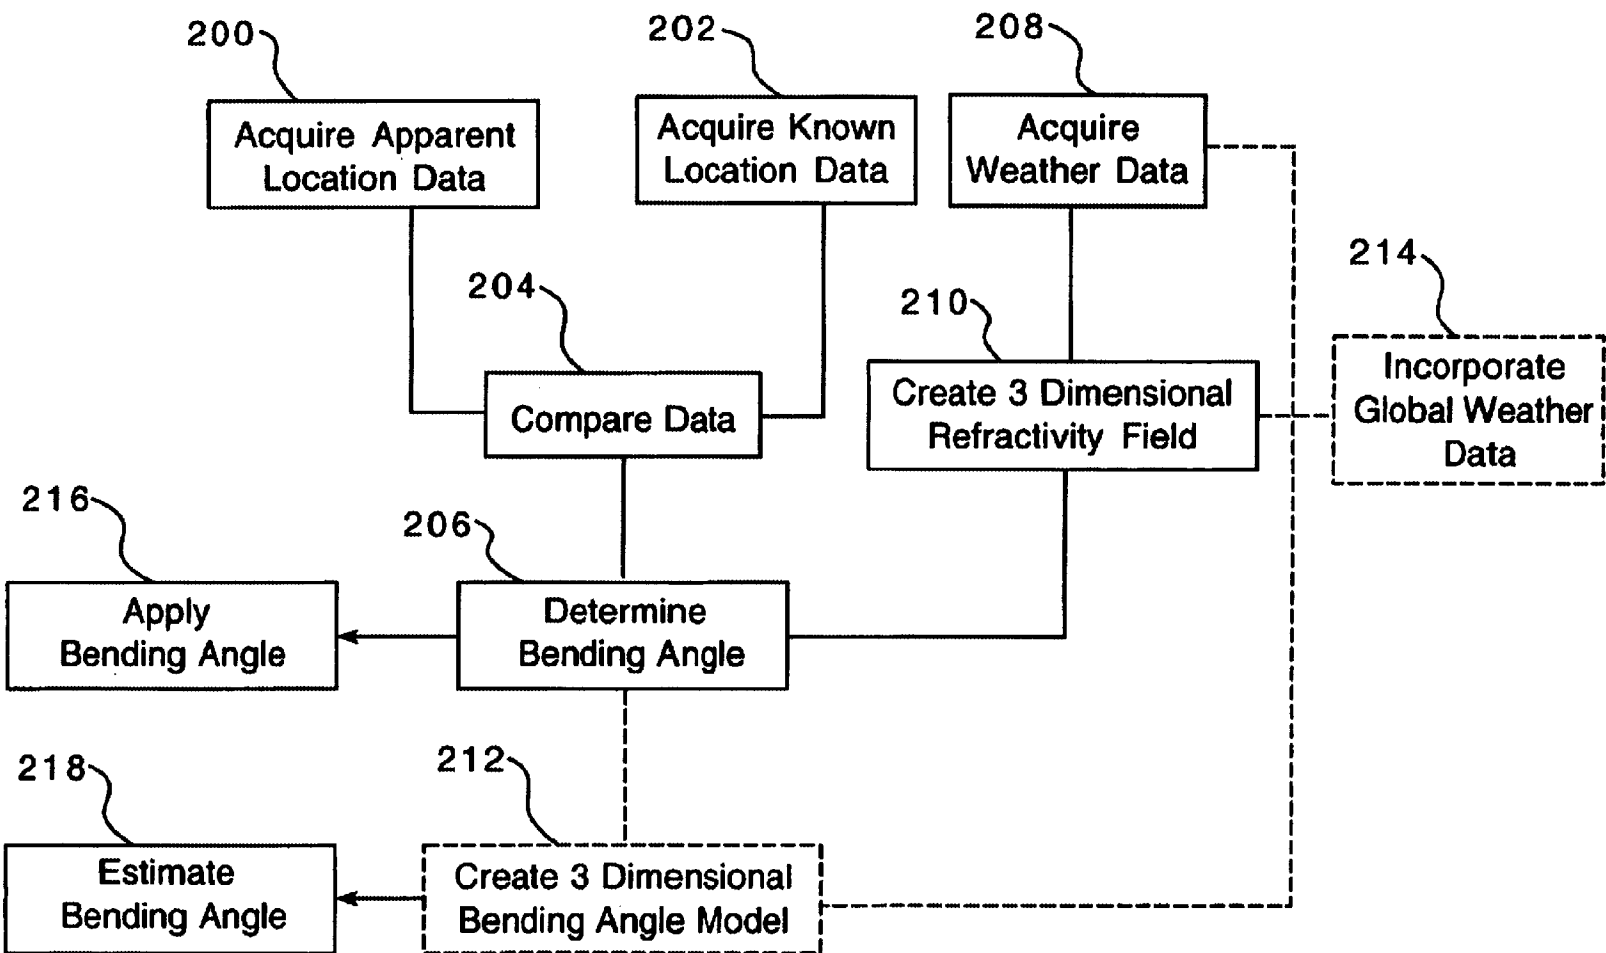 200
202
208
Acquire Apparent
Location Data
Acquire Known
Location Data
Acquire
Weather Data
204
210
214
Compare Data
Create 3 Dimensional
Refractivity Field
Incorporate
Global Weather
Data
216
206
Apply
Bending Angle
Determine
Bending Angle
218
212
Estimate
Bending Angle
Create 3 Dimensional
Bending Angle Model